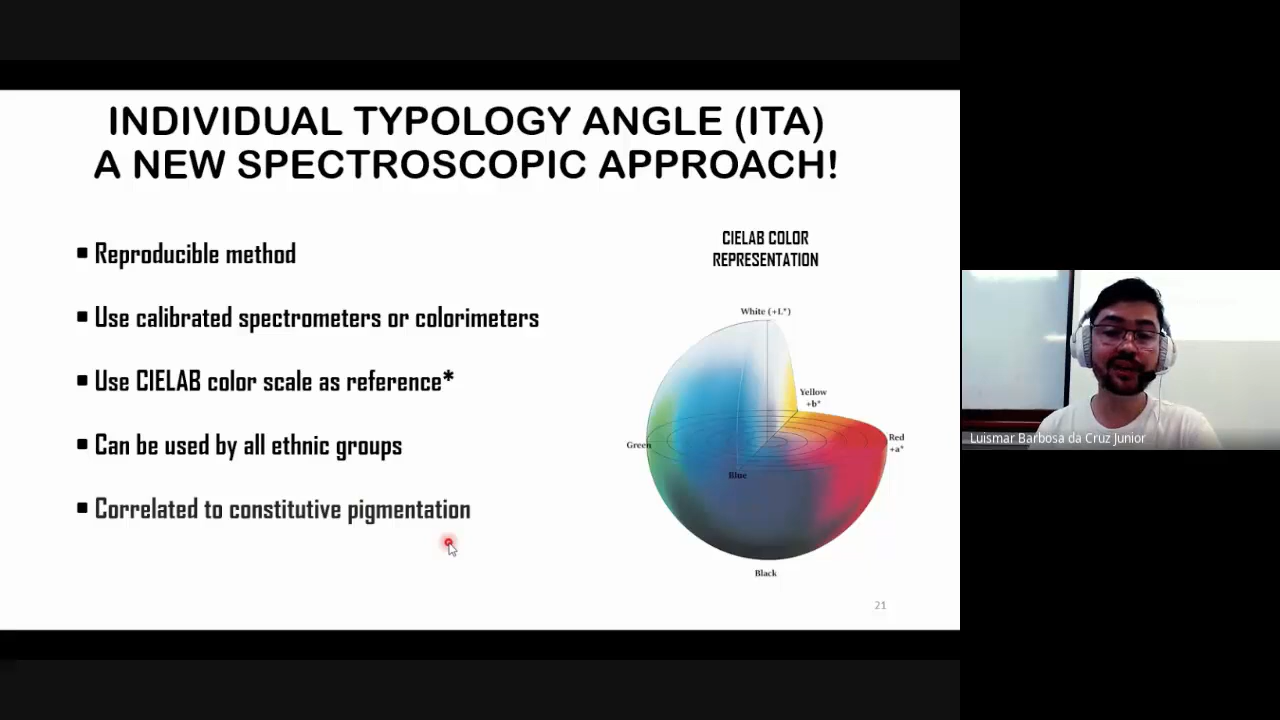 INDIVIDUAL TYPOLOGY ANGLE (ITA)
A NEW SPECTROSCOPIC APPROACH!
Reproducible method
Use calibrated spectrometers or colorimeters
Use CIELAB color scale as reference*
Can be used by all ethnic groups
Correlated to constitutive pigmentation
CIELAB COLOR
REPRESENTATION
White (+L*)
Yellow
+b*
Green
Red
+a*
Blue
Black
21
Luismar Barbosa da Cruz Junior